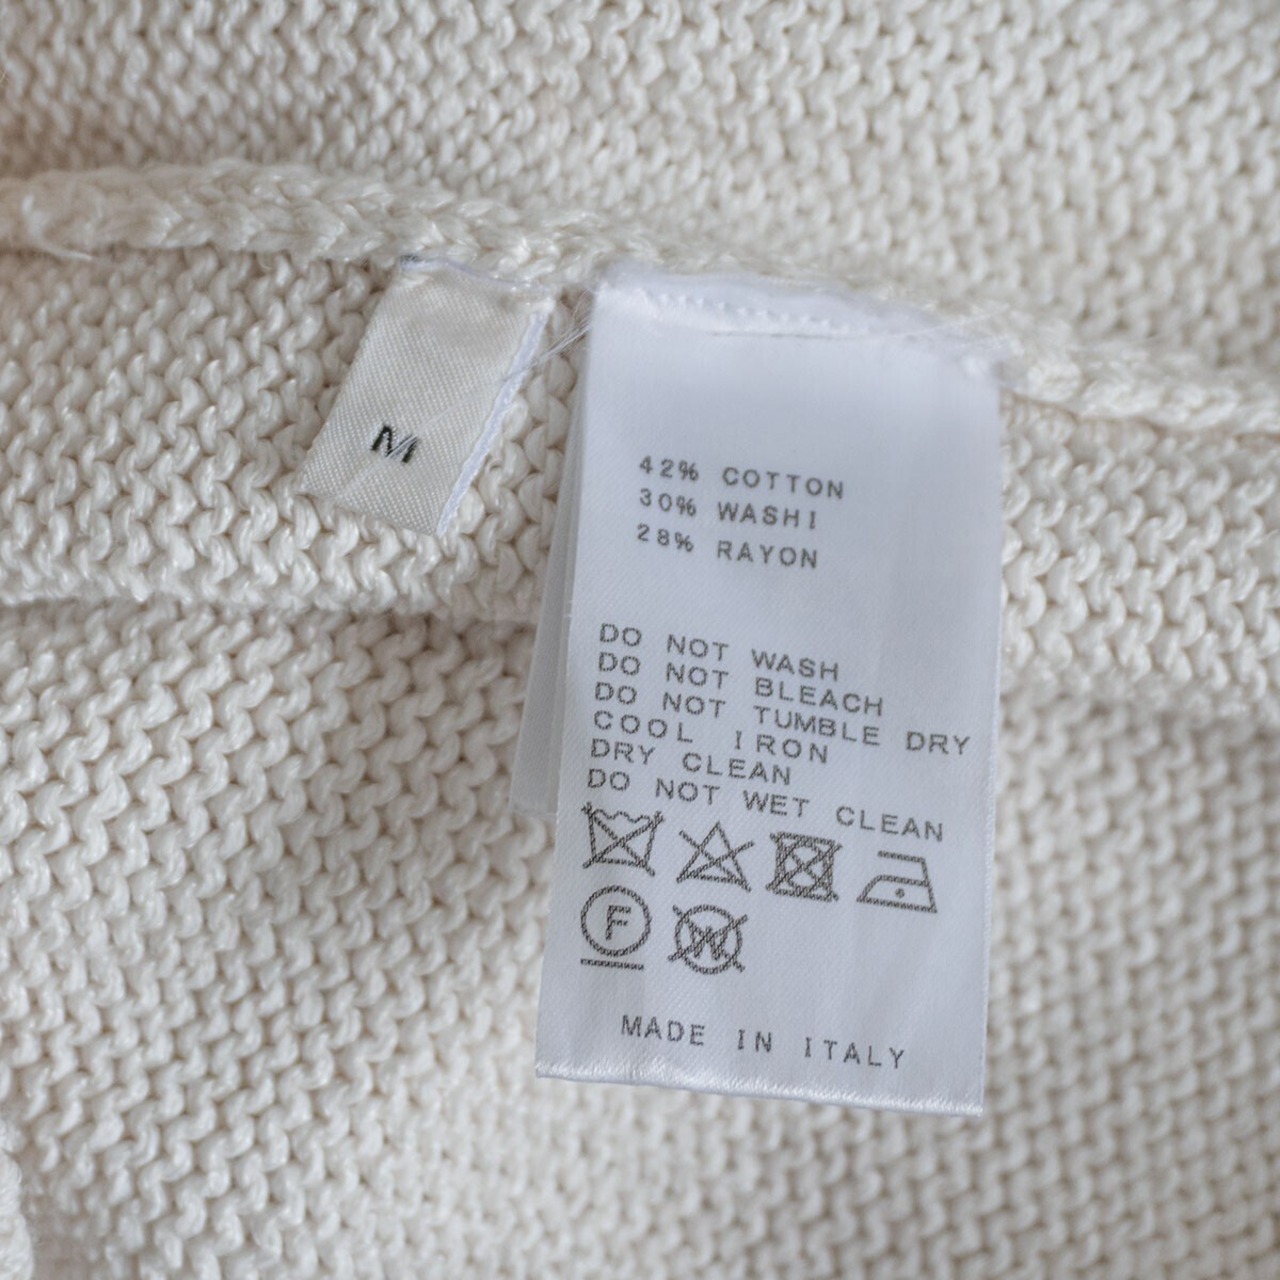 M
42% COTTON
30% WASHI
28% RAYON
DO NOT WASH
DO NOT BLEACH
DO NOT TUMBLE DRY
COOL IRON
DRY CLEAN
DO NOT WET CLEAN
F W
MADE IN ITALY